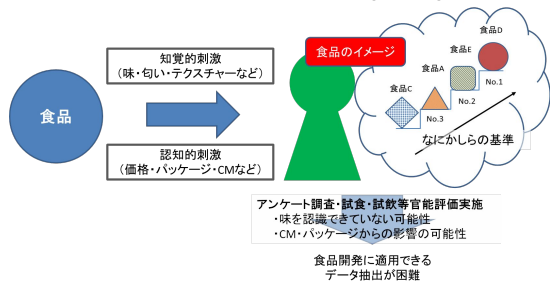 食品
知覚的刺激
（味・匂い・テクスチャーなど）
認知的刺激
（価格・パッケージ・CMなど）
食品のイメージ
食品D
食品E
食品A
食品C
No.1
No.2
No.3
なにかしらの基準
アンケート調査・試食・試飲等官能評価実施
・味を認識できていない可能性
・CM・パッケージからの影響の可能性
食品開発に適用できる
データ抽出が困難